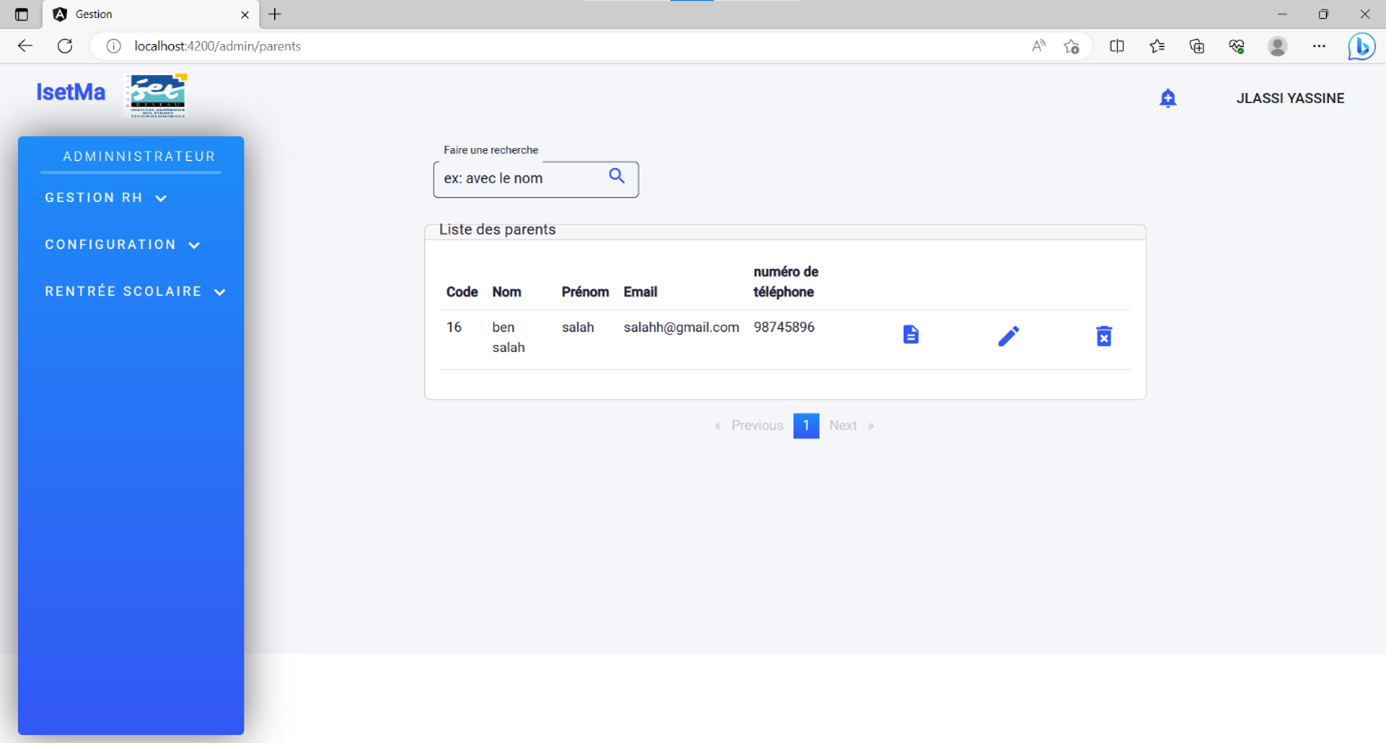 Gestion
localhost:4200/admin/parents
IsetMa
iset
JLASSI YASSINE
ADMINNISTRATEUR
GESTION RH
CONFIGURATION
RENTRÉE SCOLAIRE
Faire une recherche
ex: avec le nom
Liste des parents
Code Nom Prénom Email numéro de
téléphone
16 ben salah salahh@gmail.com 98745896
salah
« Previous 1 Next »